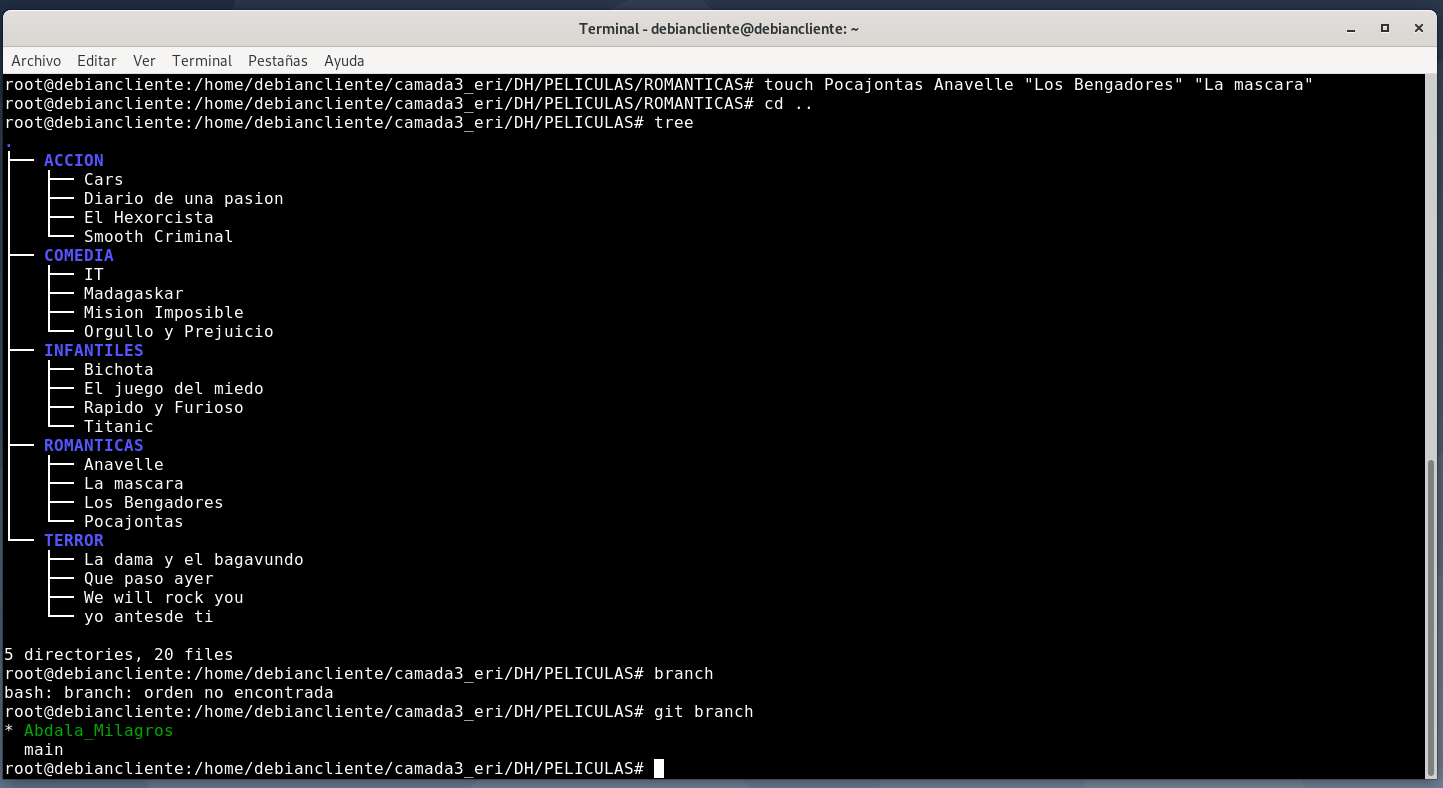 Terminal - debiancliente@debiancliente: ~
Archivo Editar Ver Terminal Pestañas Ayuda
root@debiancliente:/home/debiancliente/camada3_eri/DH/PELICULAS/ROMANTICAS# touch Pocajontas Anavelle "Los Bengadores" "La mascara"
root@debiancliente:/home/debiancliente/camada3_eri/DH/PELICULAS/ROMANTICAS# cd ..
root@debiancliente:/home/debiancliente/camada3_eri/DH/PELICULAS# tree
.
├── ACCION
│   ├── Cars
│   ├── Diario de una pasion
│   ├── El Hexorcista
│   └── Smooth Criminal
├── COMEDIA
│   ├── IT
│   ├── Madagaskar
│   ├── Mision Imposible
│   └── Orgullo y Prejuicio
├── INFANTILES
│   ├── Bichota
│   ├── El juego del miedo
│   ├── Rapido y Furioso
│   └── Titanic
├── ROMANTICAS
│   ├── Anavelle
│   ├── La mascara
│   ├── Los Bengadores
│   └── Pocajontas
└── TERROR
    ├── La dama y el bagavundo
    ├── Que paso ayer
    ├── We will rock you
    └── yo antesde ti
5 directories, 20 files
root@debiancliente:/home/debiancliente/camada3_eri/DH/PELICULAS# branch
bash: branch: orden no encontrada
root@debiancliente:/home/debiancliente/camada3_eri/DH/PELICULAS# git branch
* Abdala_Milagros
  main
root@debiancliente:/home/debiancliente/camada3_eri/DH/PELICULAS#